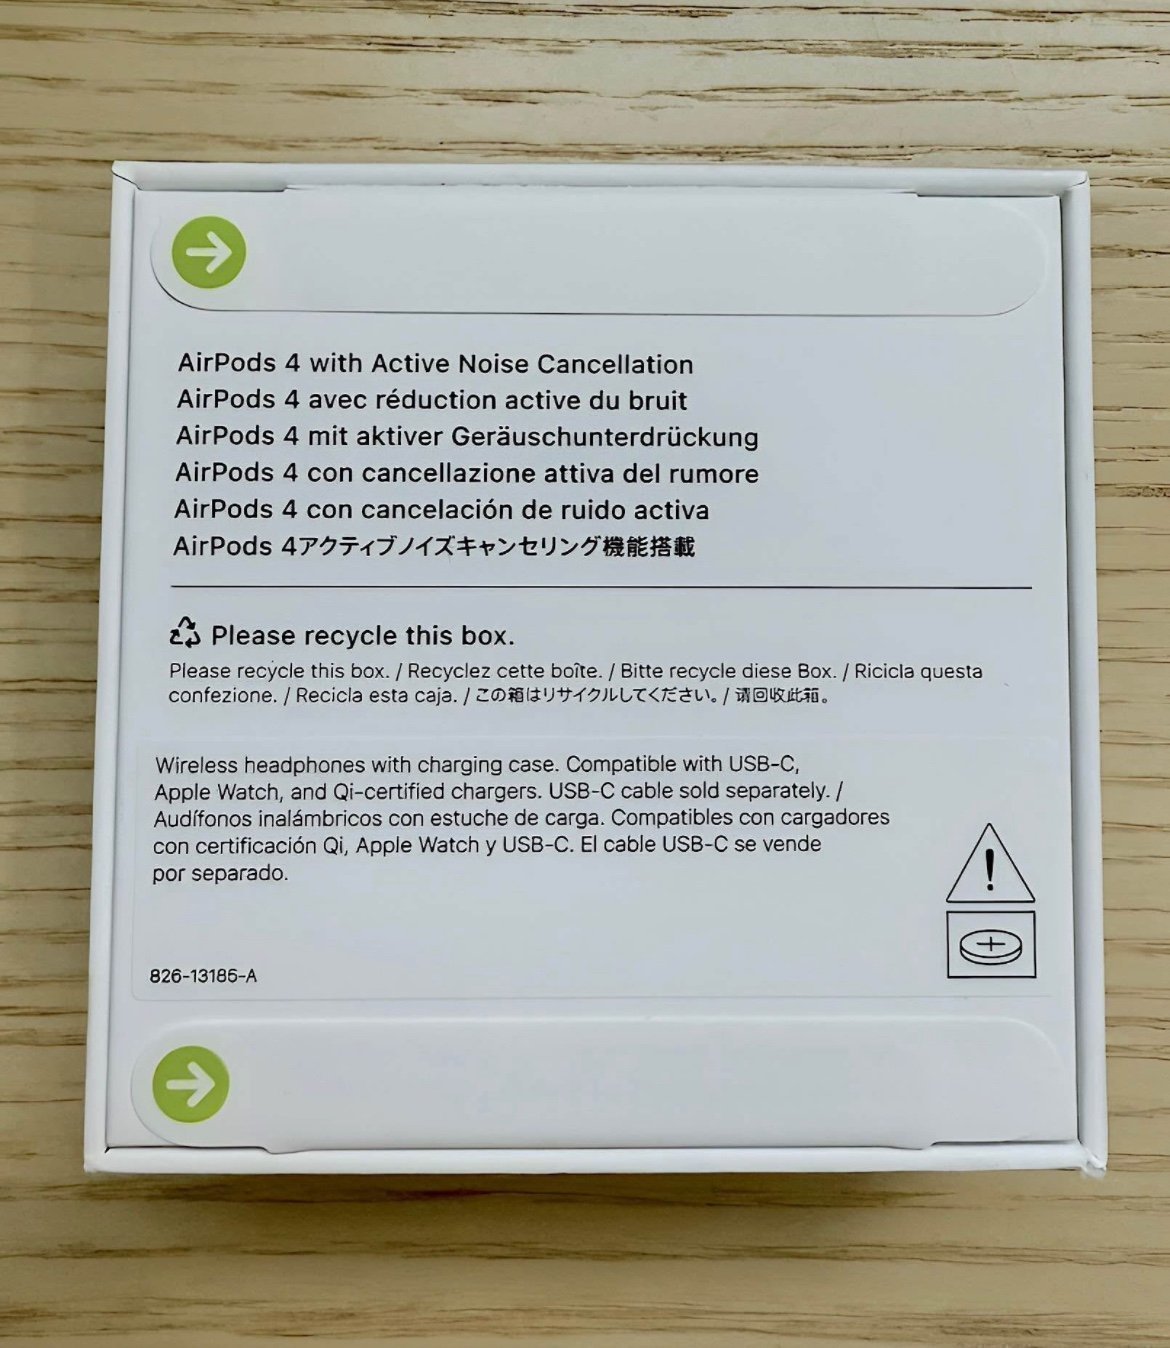 AirPods 4 with Active Noise Cancellation
AirPods 4 avec réduction active du bruit
AirPods 4 mit aktiver Geräuschunterdrückung
AirPods 4 con cancellazione attiva del rumore
AirPods 4 con cancelación de ruido activa
AirPods 4アクティブノイズキャンセリング機能搭載
Please recycle this box.
Please recycle this box. / Recyclez cette boîte. / Bitte recycle diese Box. / Ricicla questa
confezione. / Recicla esta caja. / この箱はリサイクルしてください。/ 请回收此箱。
Wireless headphones with charging case. Compatible with USB-C,
Apple Watch, and Qi-certified chargers. USB-C cable sold separately. /
Audífonos inalámbricos con estuche de carga. Compatibles con cargadores
con certificación Qi, Apple Watch y USB-C. El cable USB-C se vende
por separado.
826-13185-A